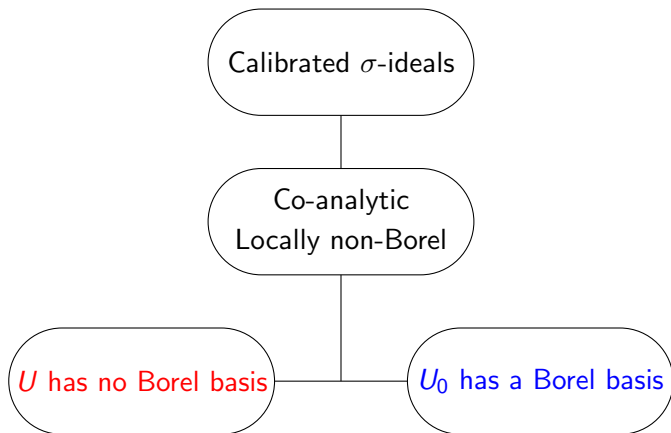 Calibrated σ-ideals
Co-analytic
Locally non-Borel
U has no Borel basis
U₀ has a Borel basis